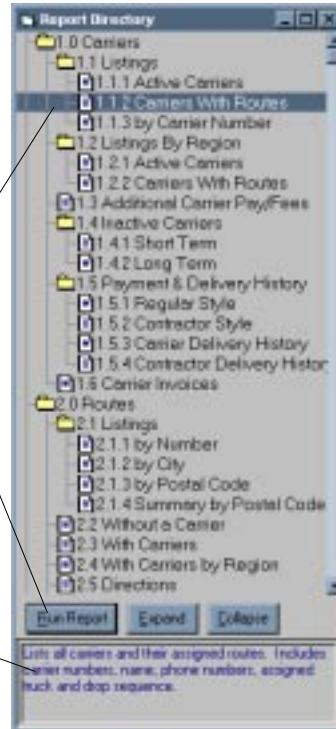 Report Directory
1.0 Carriers
1.1 Listings
1.1.1 Active Carriers
1.1.2 Carriers With Routes
1.1.3 by Carrier Number
1.2 Listings By Region
1.2.1 Active Carriers
1.2.2 Carriers With Routes
1.3 Additional Carrier Pay/Fees
1.4 Inactive Carriers
1.4.1 Short Term
1.4.2 Long Term
1.5 Payment & Delivery History
1.5.1 Regular Style
1.5.2 Contractor Style
1.5.3 Carrier Delivery History
1.5.4 Contractor Delivery Histor
1.6 Carrier Invoices
2.0 Routes
2.1 Listings
2.1.1 by Number
2.1.2 by City
2.1.3 by Postal Code
2.1.4 Summary by Postal Code
2.2 Without a Carrier
2.3 With Carriers
2.4 With Carriers by Region
2.5 Directions
Run Report Expand Collapse
Lists all carriers and their assigned routes. Includes
carrier numbers, name, phone numbers, assigned
truck and drop sequence.